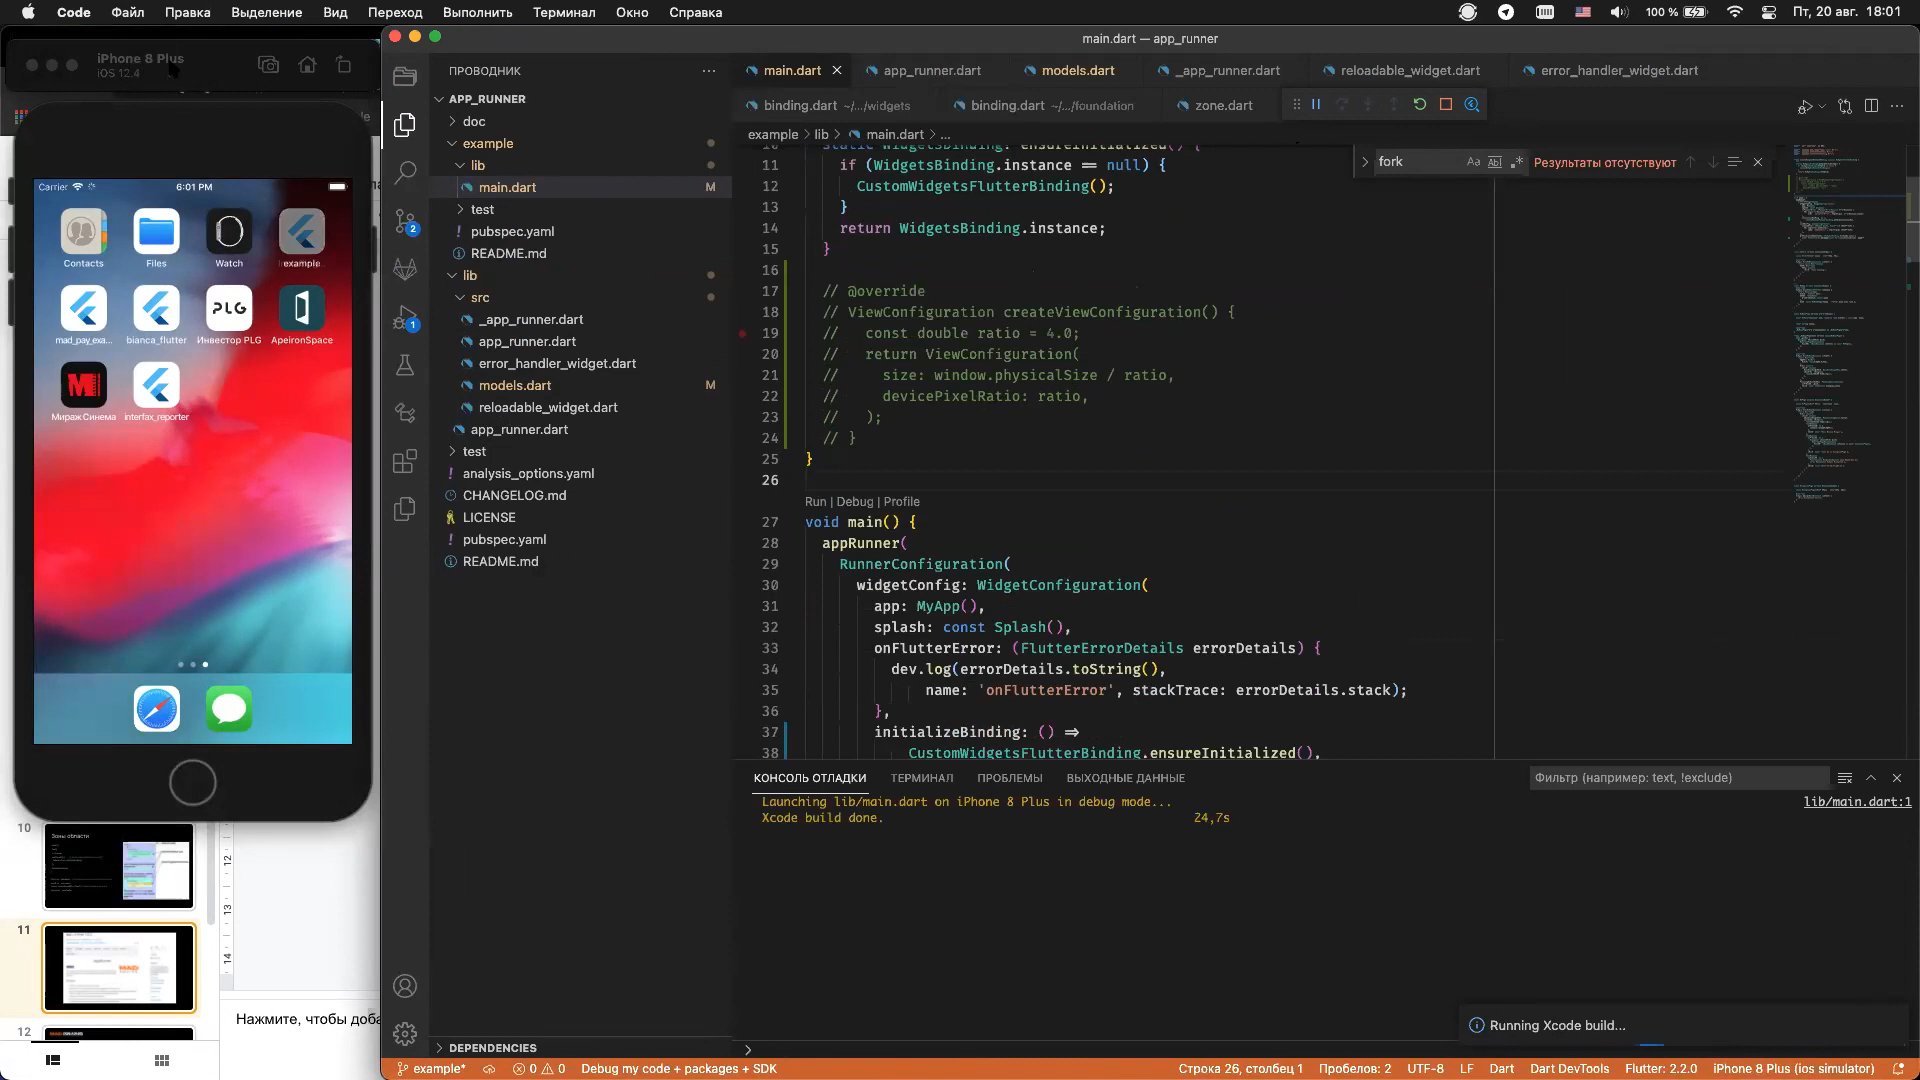 Code Файл Правка Выделение Вид Переход Выполнить Терминал Окно Справка 100 % Пт, 20 авг. 18:01
iPhone 8 Plus
iOS 12.4
Carrier 6:01 PM
Contacts Files Watch example
mad_pay_exa... bianca_flutter Инвестор PLG ApeironSpace
PLG
Мираж Синема interfax_reporter
10
Зоны области
11
12
12
13
14
Нажмите, чтобы доба
main.dart — app_runner
ПРОВОДНИК
APP_RUNNER
doc
example
lib
main.dart M
test
pubspec.yaml
README.md
lib
src
_app_runner.dart
app_runner.dart
error_handler_widget.dart
models.dart M
reloadable_widget.dart
app_runner.dart
test
analysis_options.yaml
CHANGELOG.md
LICENSE
pubspec.yaml
README.md
DEPENDENCIES
2
1
main.dart app_runner.dart models.dart _app_runner.dart reloadable_widget.dart error_handler_widget.dart
binding.dart ~/.../widgets binding.dart ~/.../foundation zone.dart
example > lib > main.dart > ...
fork Результаты отсутствуют
10 static WidgetsBinding? ensureInitialized() {
11 if (WidgetsBinding.instance == null) {
12 CustomWidgetsFlutterBinding();
13 }
14 return WidgetsBinding.instance;
15 }
16
17 // @override
18 // ViewConfiguration createViewConfiguration() {
19 // const double ratio = 4.0;
20 // return ViewConfiguration(
21 // size: window.physicalSize / ratio,
22 // devicePixelRatio: ratio,
23 // );
24 // }
25 }
26
Run | Debug | Profile
27 void main() {
28 appRunner(
29 RunnerConfiguration(
30 widgetConfig: WidgetConfiguration(
31 app: MyApp(),
32 splash: const Splash(),
33 onFlutterError: (FlutterErrorDetails errorDetails) {
34 dev.log(errorDetails.toString(),
35 name: 'onFlutterError', stackTrace: errorDetails.stack);
36 },
37 initializeBinding: () =>
38 CustomWidgetsFlutterBinding.ensureInitialized(),
КОНСОЛЬ ОТЛАДКИ ТЕРМИНАЛ ПРОБЛЕМЫ ВЫХОДНЫЕ ДАННЫЕ Фильтр (например: text, !exclude)
Launching lib/main.dart on iPhone 8 Plus in debug mode... lib/main.dart:1
Xcode build done. 24,7s
Running Xcode build...
example* 0 0 Debug my code + packages + SDK Строка 26, столбец 1 Пробелов: 2 UTF-8 LF Dart Dart DevTools Flutter: 2.2.0 iPhone 8 Plus (ios simulator)